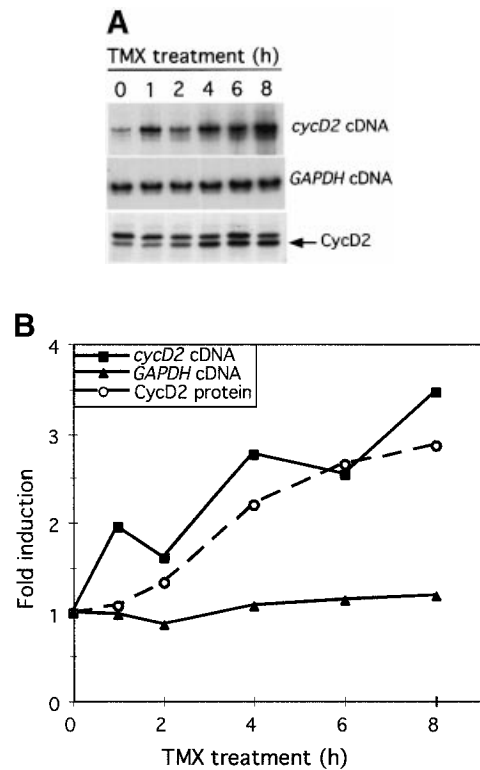 A
TMX treatment (h)
0 1 2 4 6 8
cycD2 cDNA
GAPDH cDNA
CycD2
B
4
cycD2 cDNA
GAPDH cDNA
CycD2 protein
3
2
1
0
Fold induction
0 2 4 6 8
TMX treatment (h)